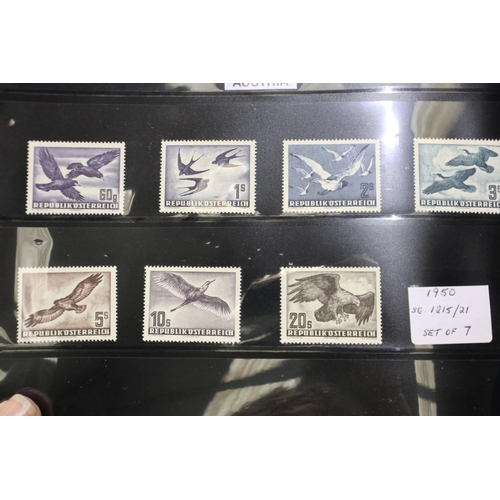 AUSTRIA
60g
REPUBLIK ÖSTERREICH
1S
REPUBLIK ÖSTERREICH
2S
REPUBLIK ÖSTERREICH
3S
REPUBLIK ÖSTERREICH
5S
REPUBLIK ÖSTERREICH
10S
REPUBLIK ÖSTERREICH
20S
REPUBLIK ÖSTERREICH
1950
SG 1215/21
SET OF 7